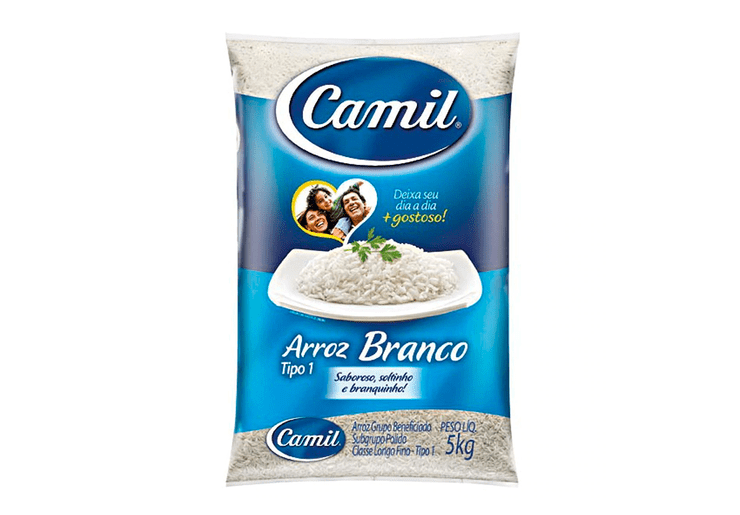 Camil®
Deixa seu
dia a dia
+ gostoso!
Arroz Branco
Tipo 1
Saboroso, soltinho
e branquinho!
Camil
Arroz Grupo Beneficiado
Subgrupo Polido
Classe Longo Fino - Tipo 1
PESO LÍQ.
5kg